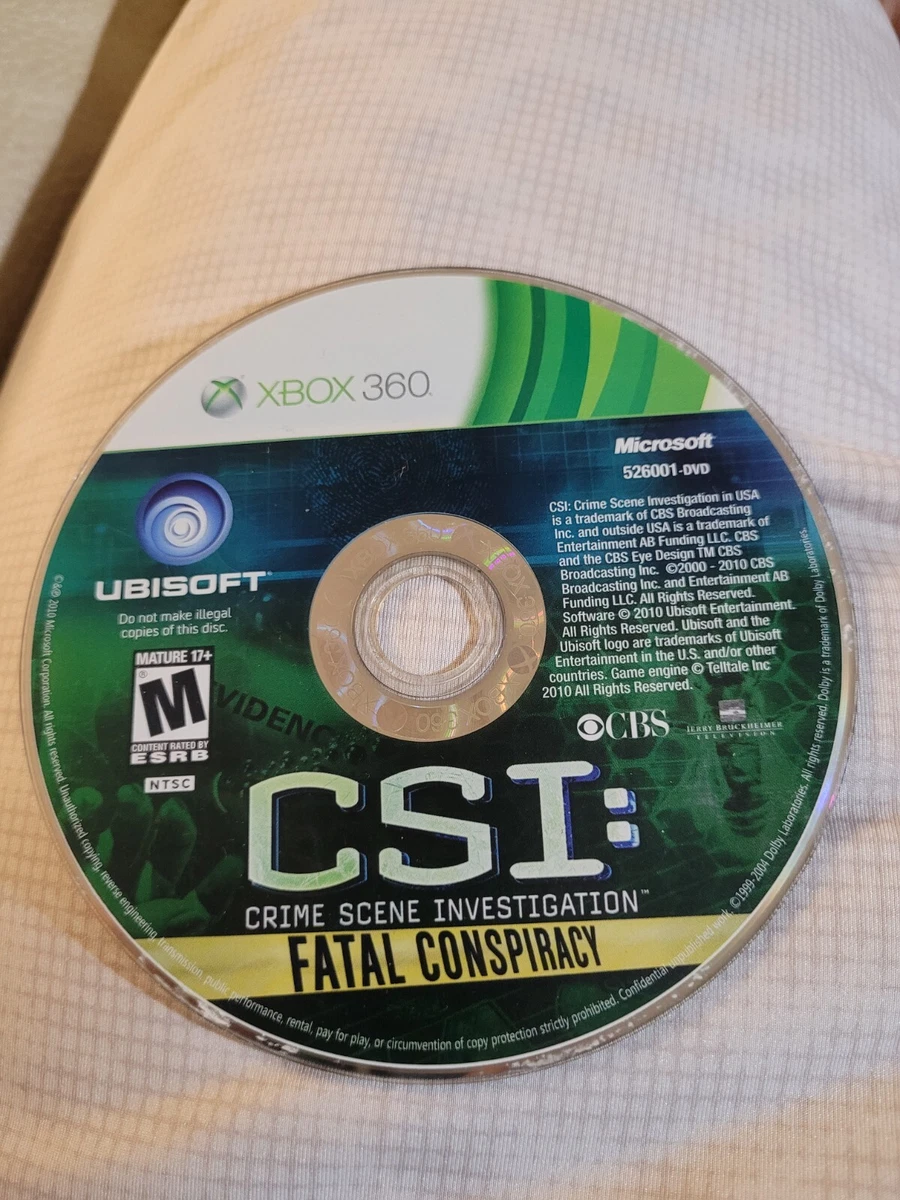 XBOX 360
Microsoft
526001-DVD
UBISOFT®
Do not make illegal
copies of this disc.
MATURE 17+
M
®
CONTENT RATED BY
ESRB
NTSC
CSI: Crime Scene Investigation in USA
is a trademark of CBS Broadcasting
Inc. and outside USA is a trademark of
Entertainment AB Funding LLC. CBS
and the CBS Eye Design TM CBS
Broadcasting Inc. ©2000 - 2010 CBS
Broadcasting Inc. and Entertainment AB
Funding LLC. All Rights Reserved.
Software © 2010 Ubisoft Entertainment.
All Rights Reserved. Ubisoft and the
Ubisoft logo are trademarks of Ubisoft
Entertainment in the U.S. and/or other
countries. Game engine © Telltale Inc
2010 All Rights Reserved.
CBS
JERRY BRUCKHEIMER
TELEVISION
VIDENC
CSI:
CRIME SCENE INVESTIGATION™
FATAL CONSPIRACY
©&℗ 2010 Microsoft Corporation. All rights reserved. Unauthorized copying, reverse engineering, transmission, public performance, rental, pay for play, or circumvention of copy protection strictly prohibited. Confidential unpublished work. ©1999-2004 Dolby Laboratories. All rights reserved. Dolby is a trademark of Dolby Laboratories.